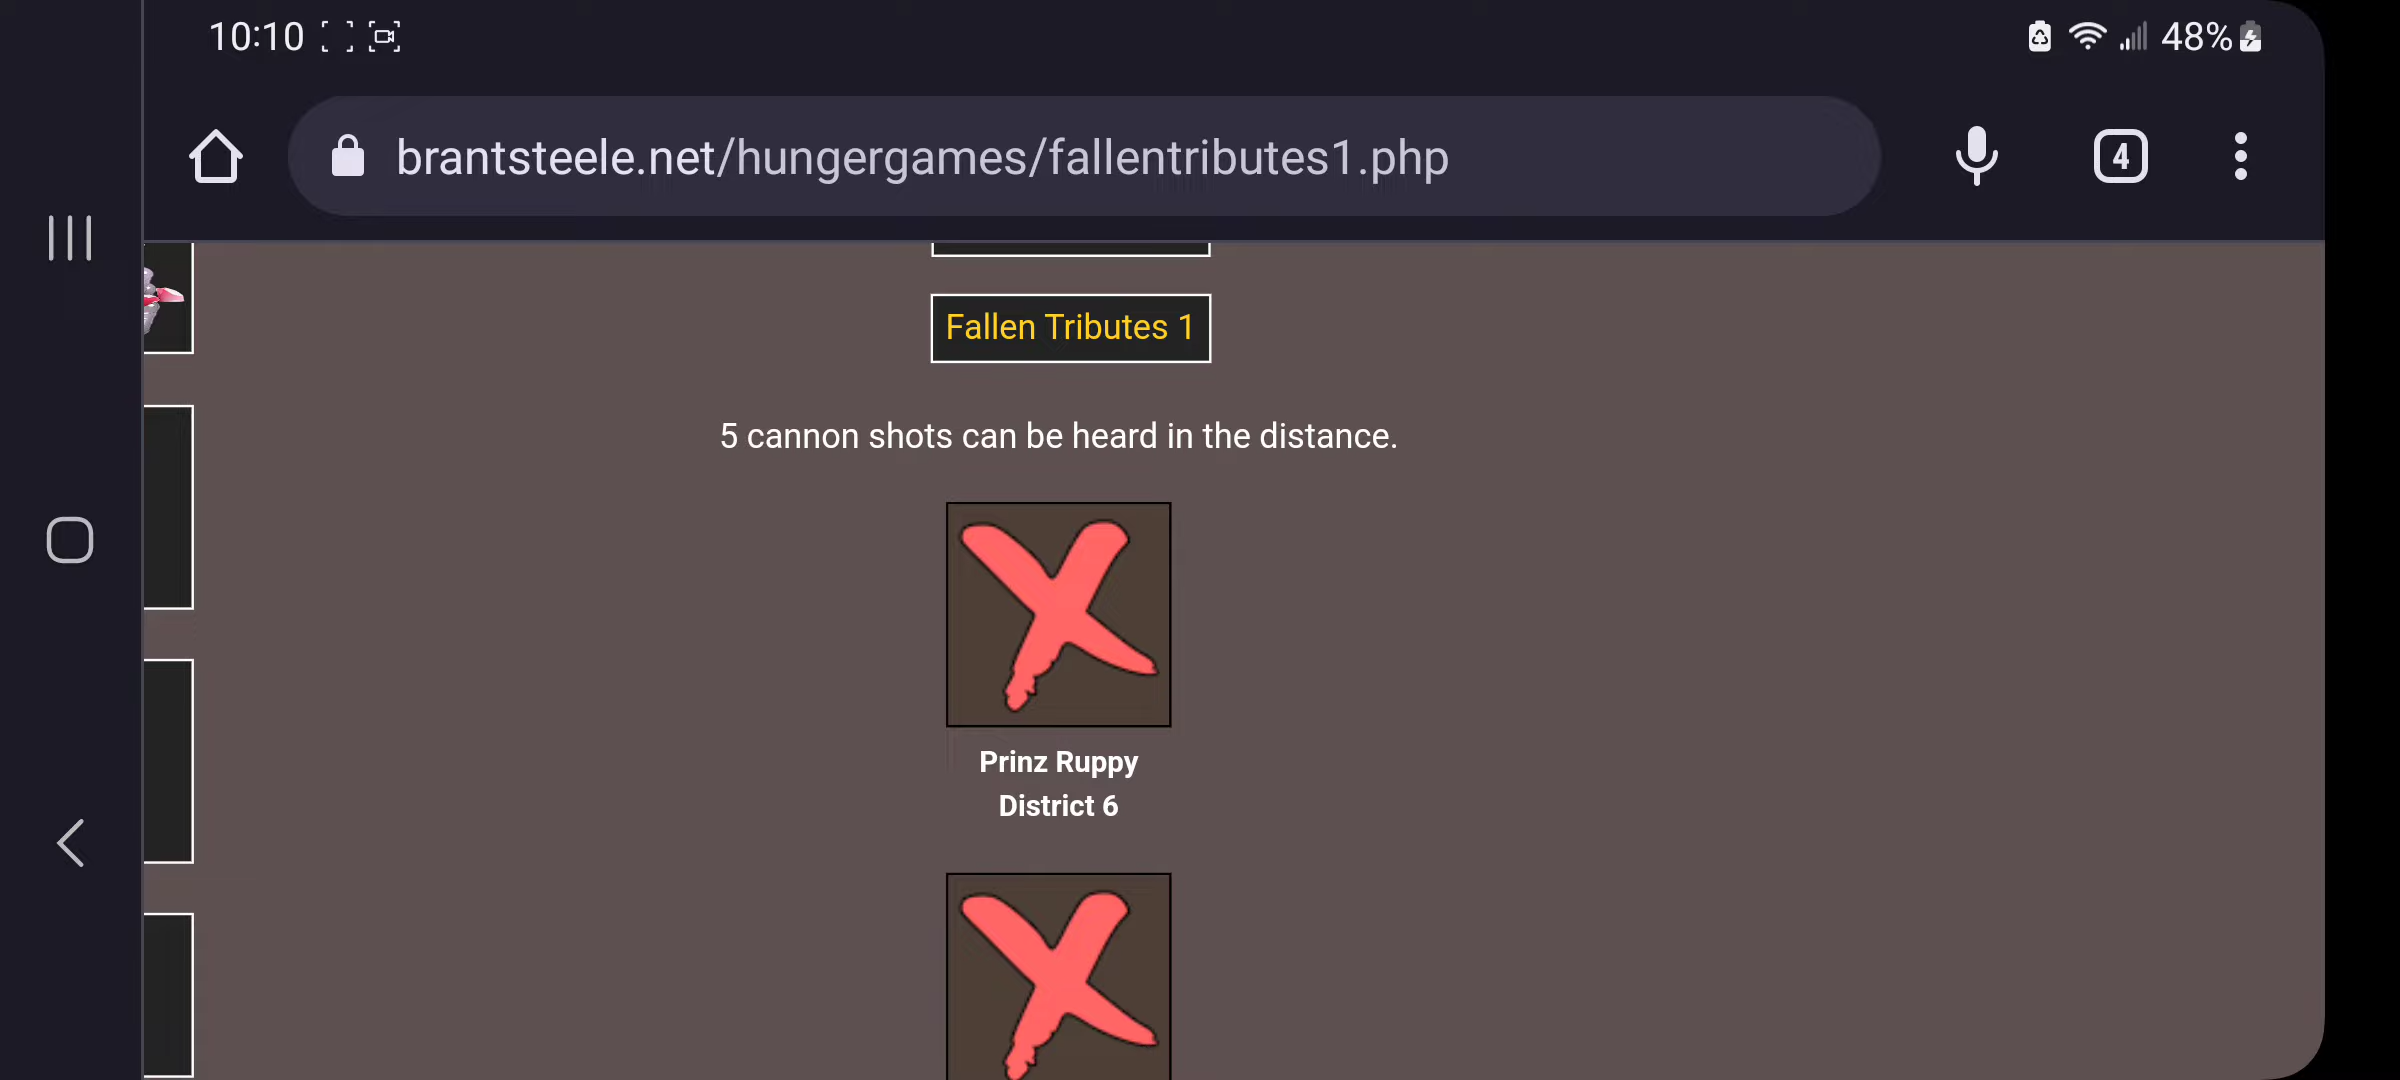 10:10
48%
brantsteele.net/hungergames/fallentributes1.php
4
Fallen Tributes 1
5 cannon shots can be heard in the distance.
Prinz Ruppy
District 6